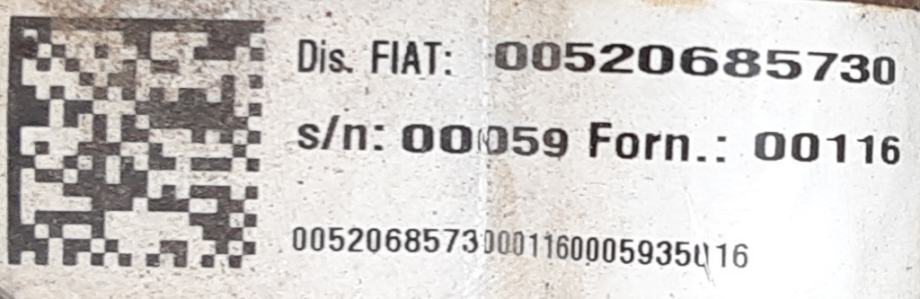 Dis. FIAT: 00520685730
s/n: 00059 Forn.: 00116
00520685730001160005935016